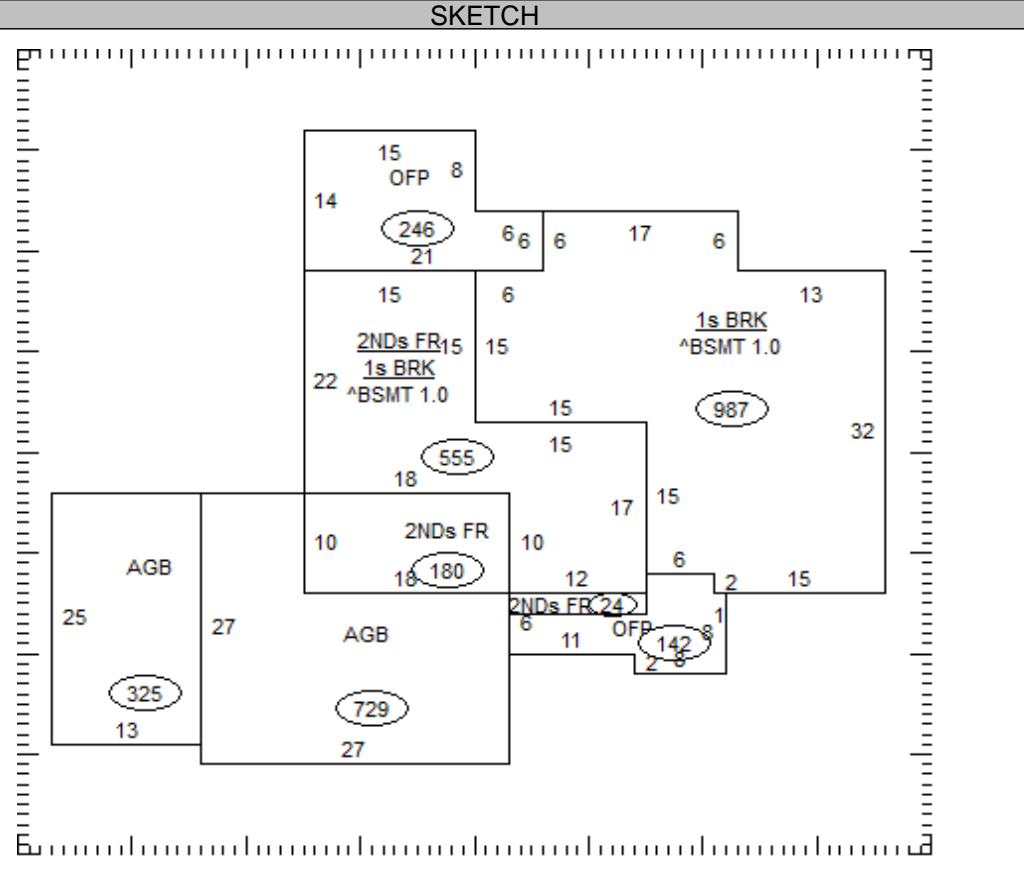 SKETCH
15
OFP
8
14
246
6 6 6 17 6
21
15 6 13
1s BRK
2NDs FR 15 15 ^BSMT 1.0
1s BRK
22 ^BSMT 1.0
15 987
15 32
555
18
15
17
2NDs FR
10 10
180
6
18 12 2 15
AGB
2NDs FR 24
25 27 6 OFP 1
AGB 11 142 8
2 8
325
729
13
27